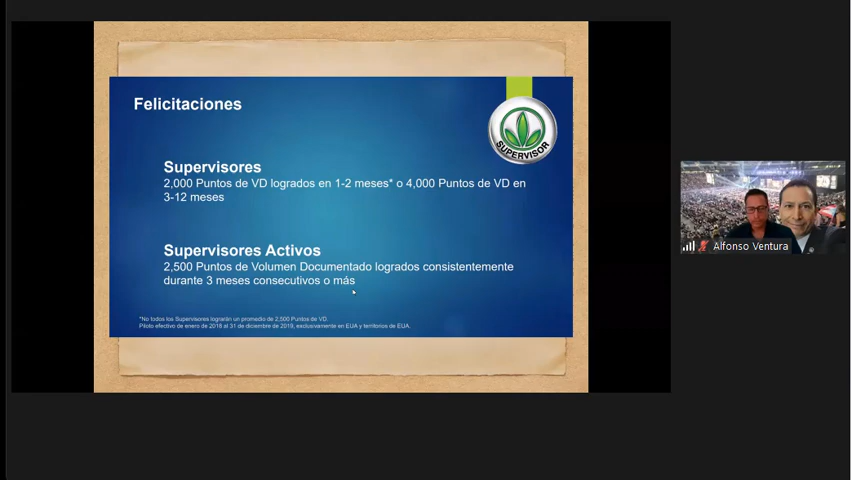 Felicitaciones
SUPERVISOR
Supervisores
2,000 Puntos de VD logrados en 1-2 meses* o 4,000 Puntos de VD en
3-12 meses
Supervisores Activos
2,500 Puntos de Volumen Documentado logrados consistentemente
durante 3 meses consecutivos o más
*No todos los Supervisores lograrán un promedio de 2,500 Puntos de VD.
Piloto efectivo de enero de 2018 al 31 de diciembre de 2019, exclusivamente en EUA y territorios de EUA.
Alfonso Ventura